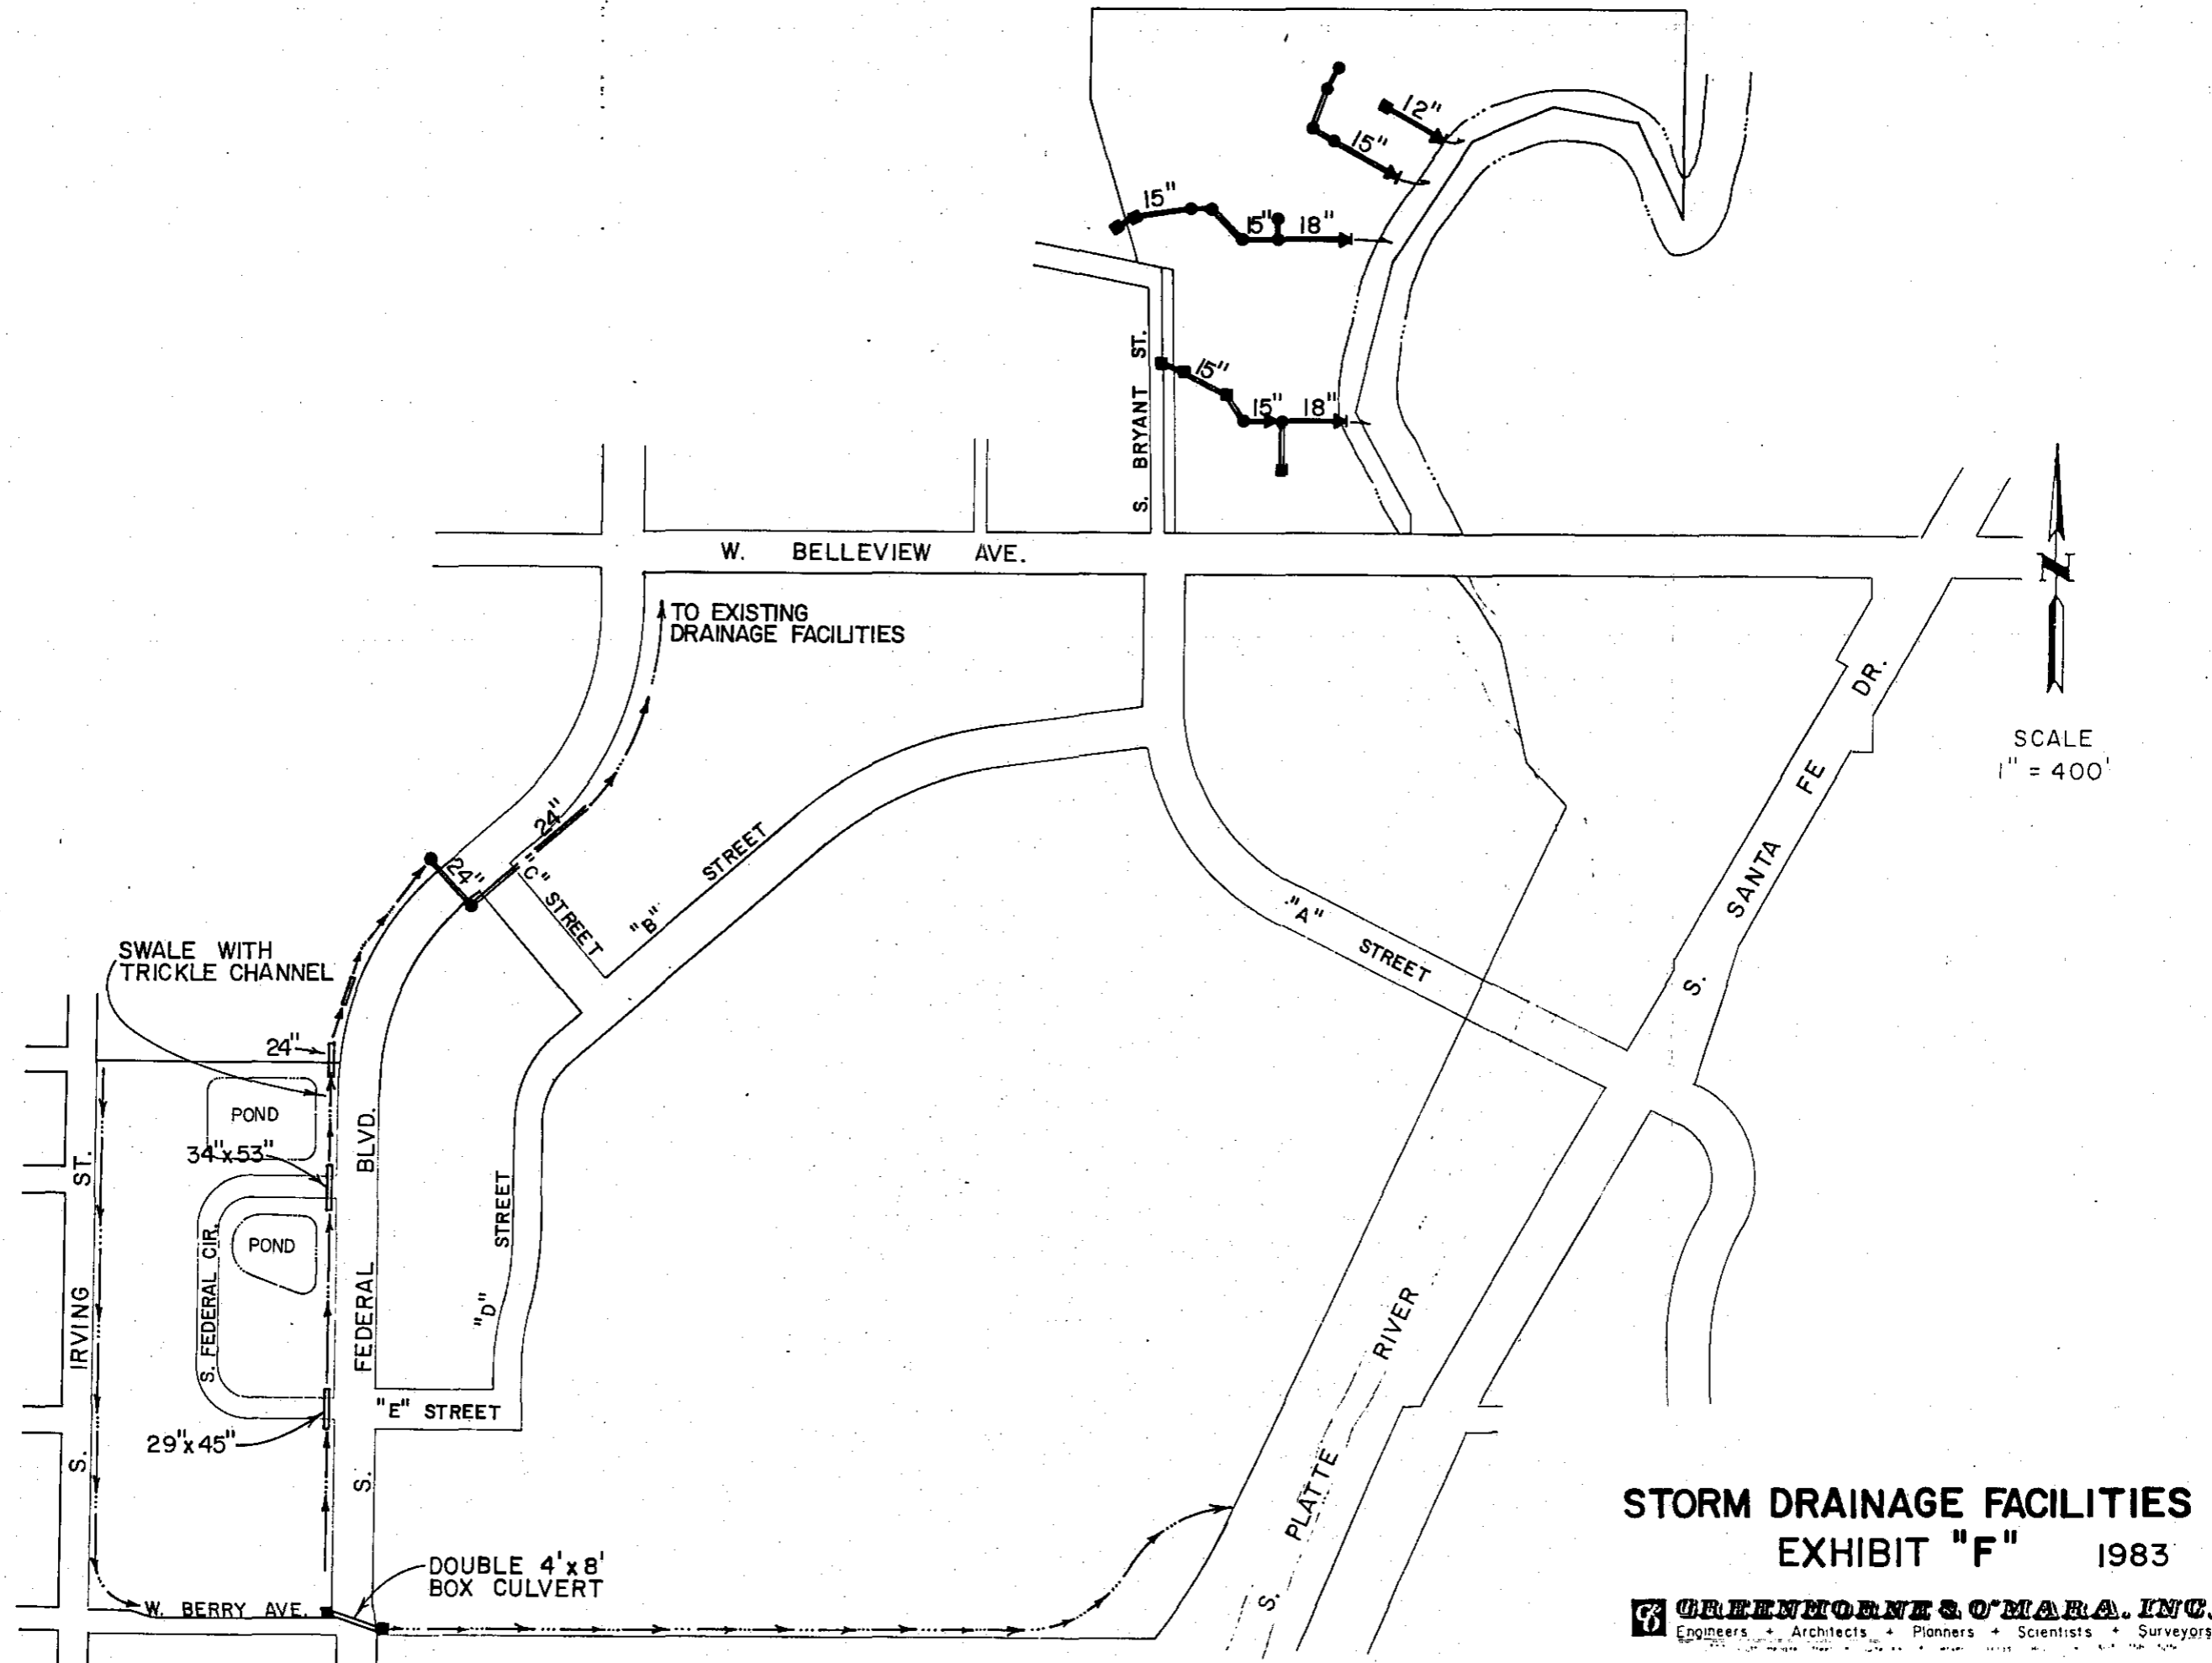 12"
15"
15"
15"
18"
15"
15"
18"
S. BRYANT ST.
W. BELLEVIEW AVE.
N
SCALE
1" = 400'
TO EXISTING
DRAINAGE FACILITIES
24"
24"
"C" STREET
"B" STREET
"A" STREET
S. SANTA FE DR.
SWALE WITH
TRICKLE CHANNEL
24"
POND
34"x53"
POND
S. FEDERAL CIR.
S. IRVING ST.
S. FEDERAL BLVD.
"D" STREET
"E" STREET
29"x45"
DOUBLE 4'x8'
BOX CULVERT
W. BERRY AVE.
S. PLATTE RIVER
STORM DRAINAGE FACILITIES
EXHIBIT "F" 1983
GREENHORNE & O'MARA, INC.
Engineers + Architects + Planners + Scientists + Surveyors